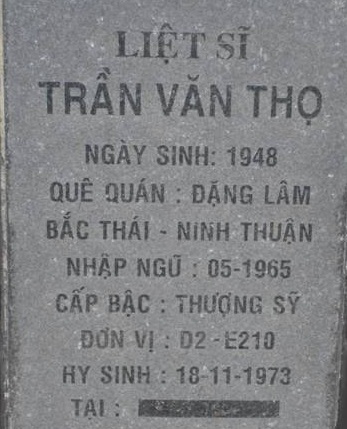 LIỆT SĨ
TRẦN VĂN THỌ
NGÀY SINH: 1948
QUÊ QUÁN : ĐẶNG LÂM
BẮC THÁI - NINH THUẬN
NHẬP NGŨ : 05-1965
CẤP BẬC : THƯỢNG SỸ
ĐƠN VỊ : D2 - E210
HY SINH : 18-11-1973
TẠI :